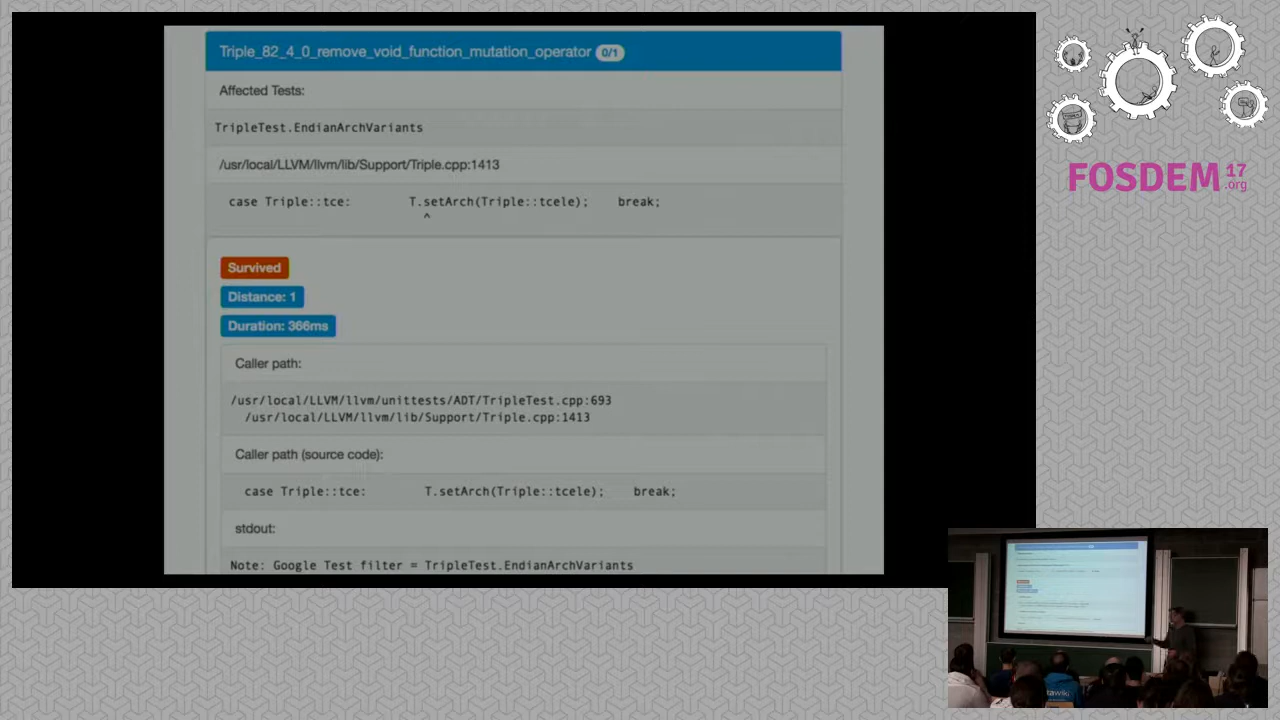 Triple_82_4_0_remove_void_function_mutation_operator 0/1
Affected Tests:
TripleTest.EndianArchVariants
/usr/local/LLVM/llvm/lib/Support/Triple.cpp:1413
case Triple::tce: T.setArch(Triple::tcele); break;
^
Survived
Distance: 1
Duration: 366ms
Caller path:
/usr/local/LLVM/llvm/unittests/ADT/TripleTest.cpp:693
/usr/local/LLVM/llvm/lib/Support/Triple.cpp:1413
Caller path (source code):
case Triple::tce: T.setArch(Triple::tcele); break;
stdout:
Note: Google Test filter = TripleTest.EndianArchVariants
FOSDEM 17
.org